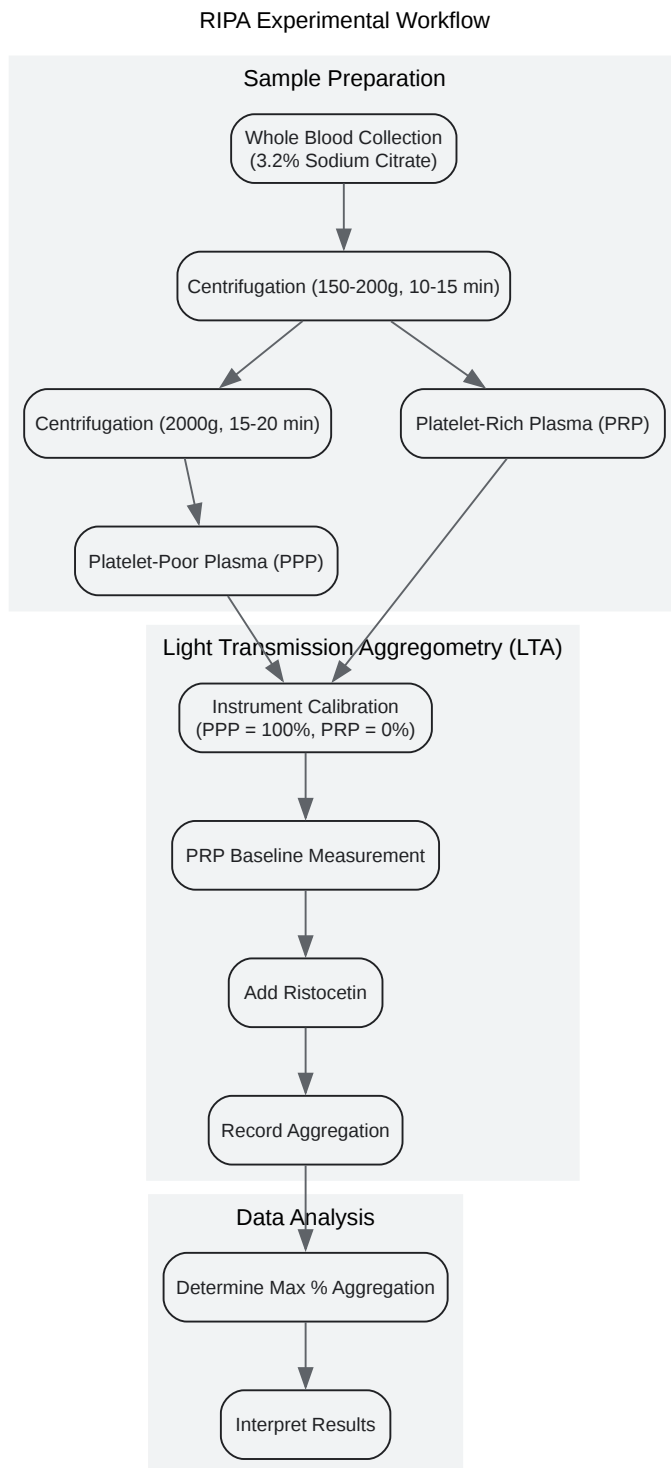 RIPA Experimental Workflow
Sample Preparation
Whole Blood Collection
(3.2% Sodium Citrate)
Centrifugation (150-200g, 10-15 min)
Centrifugation (2000g, 15-20 min)
Platelet-Rich Plasma (PRP)
Platelet-Poor Plasma (PPP)
Light Transmission Aggregometry (LTA)
Instrument Calibration
(PPP = 100%, PRP = 0%)
PRP Baseline Measurement
Add Ristocetin
Record Aggregation
Data Analysis
Determine Max % Aggregation
Interpret Results